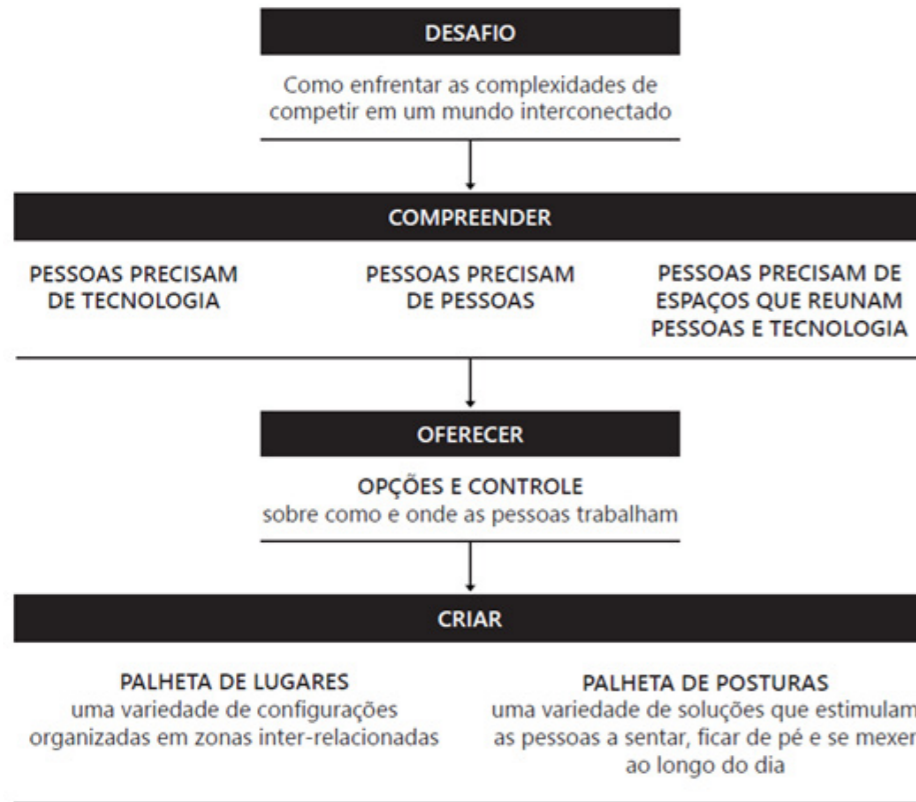 DESAFIO
Como enfrentar as complexidades de
competir em um mundo interconectado
COMPREENDER
PESSOAS PRECISAM
DE TECNOLOGIA
PESSOAS PRECISAM
DE PESSOAS
PESSOAS PRECISAM DE
ESPAÇOS QUE REUNAM
PESSOAS E TECNOLOGIA
OFERECER
OPÇÕES E CONTROLE
sobre como e onde as pessoas trabalham
CRIAR
PALHETA DE LUGARES
uma variedade de configurações
organizadas em zonas inter-relacionadas
PALHETA DE POSTURAS
uma variedade de soluções que estimulam
as pessoas a sentar, ficar de pé e se mexer
ao longo do dia